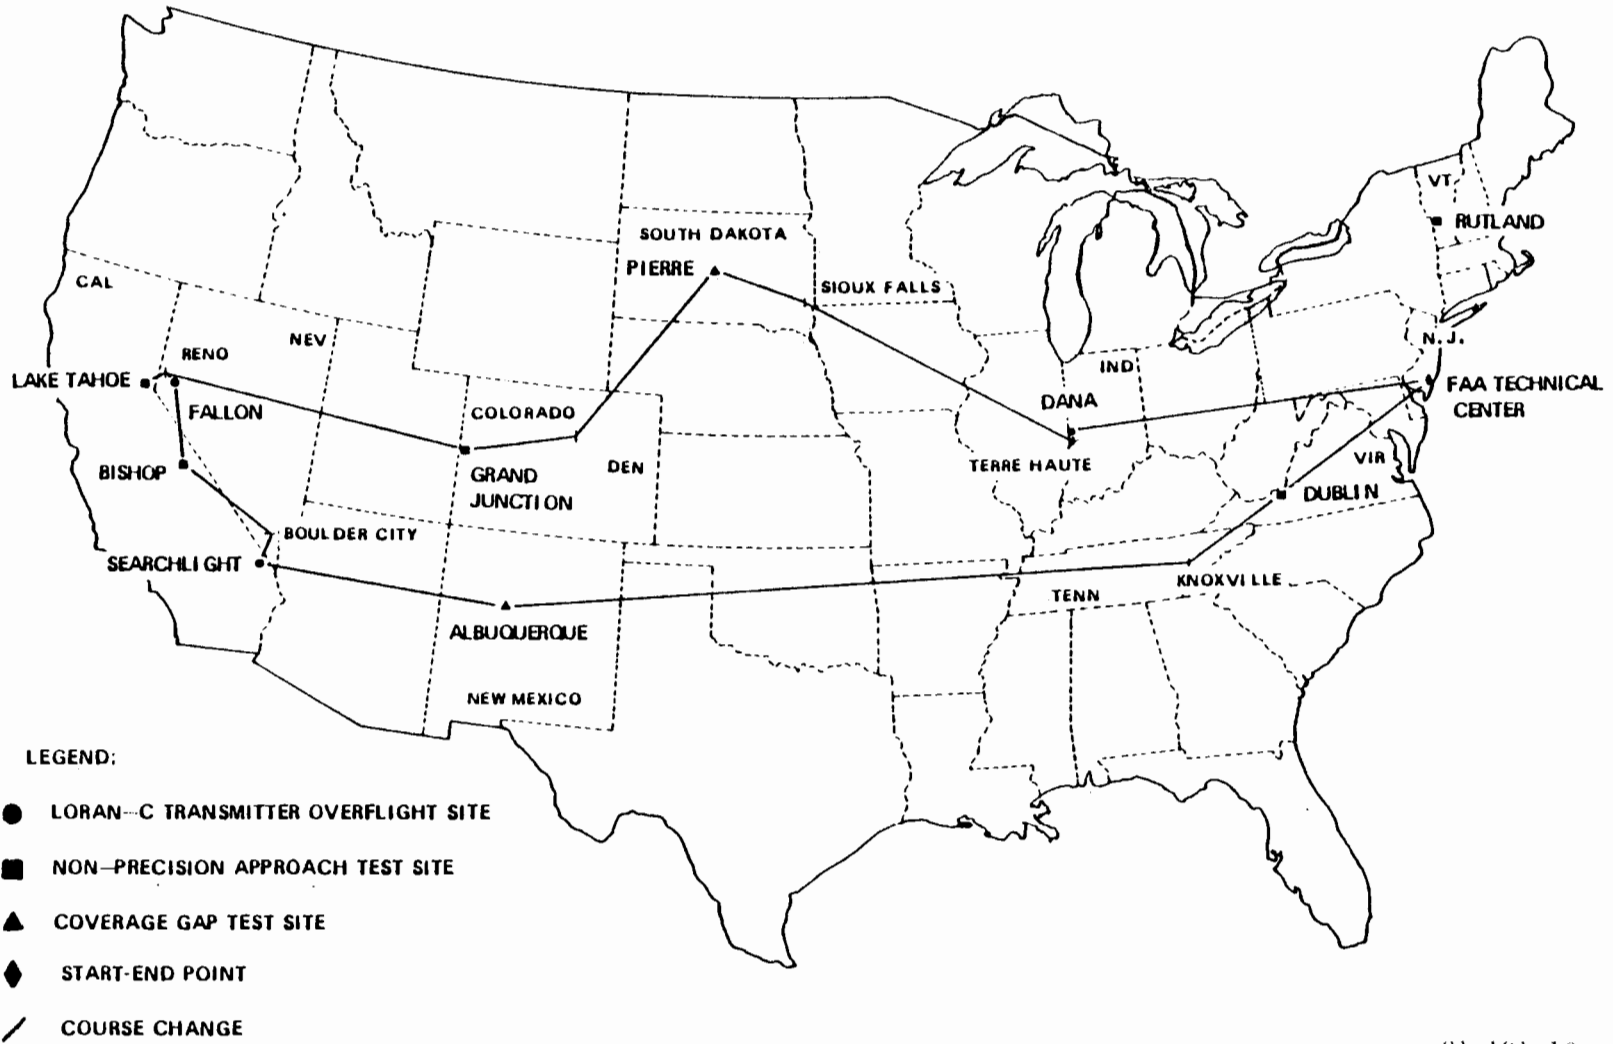 VT
RUTLAND
SOUTH DAKOTA
PIERRE
CAL
SIOUX FALLS
NEV
N.J.
RENO
IND
LAKE TAHOE
FAA TECHNICAL
CENTER
FALLON
COLORADO
DANA
BISHOP
GRAND
JUNCTION
DEN
TERRE HAUTE
VIR
DUBLIN
BOULDER CITY
SEARCHLIGHT
KNOXVILLE
TENN
ALBUQUERQUE
NEW MEXICO
LEGEND:
LORAN-C TRANSMITTER OVERFLIGHT SITE
NON-PRECISION APPROACH TEST SITE
COVERAGE GAP TEST SITE
START-END POINT
COURSE CHANGE